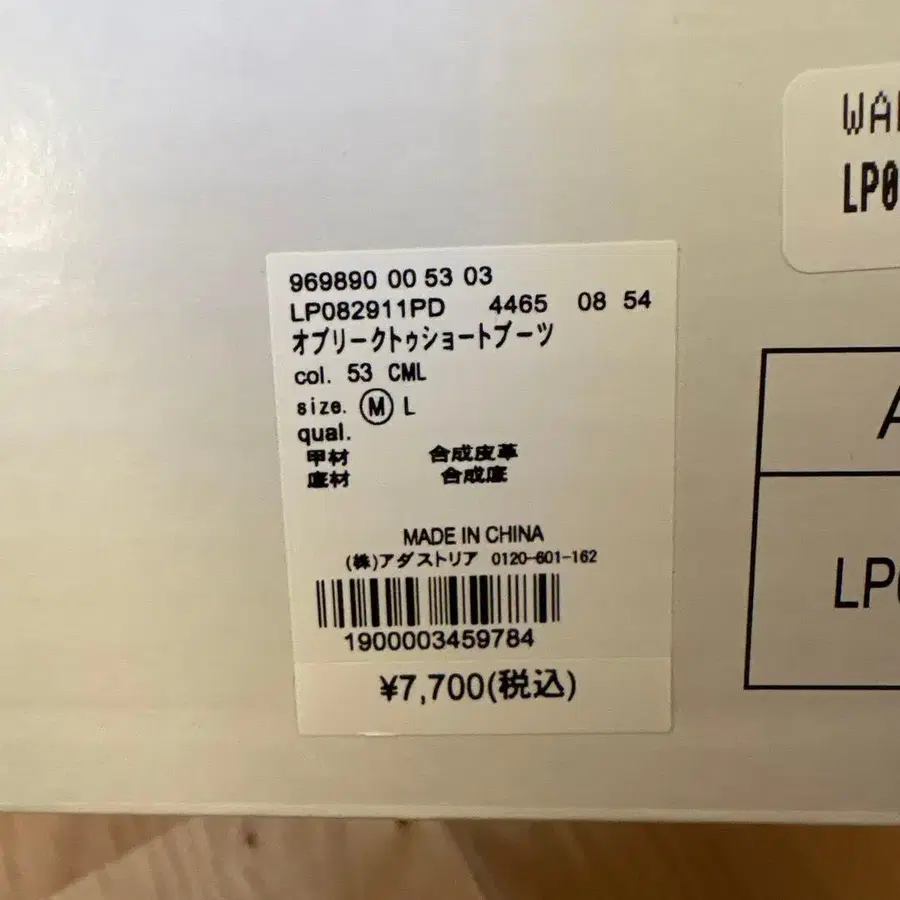 969890 00 53 03
LP082911PD 4465 08 54
オブリークトゥショートブーツ
col. 53 CML
size. Ⓜ L
qual.
甲材 合成皮革
底材 合成底
MADE IN CHINA
(株)アダストリア 0120-601-162
1900003459784
¥7,700(税込)